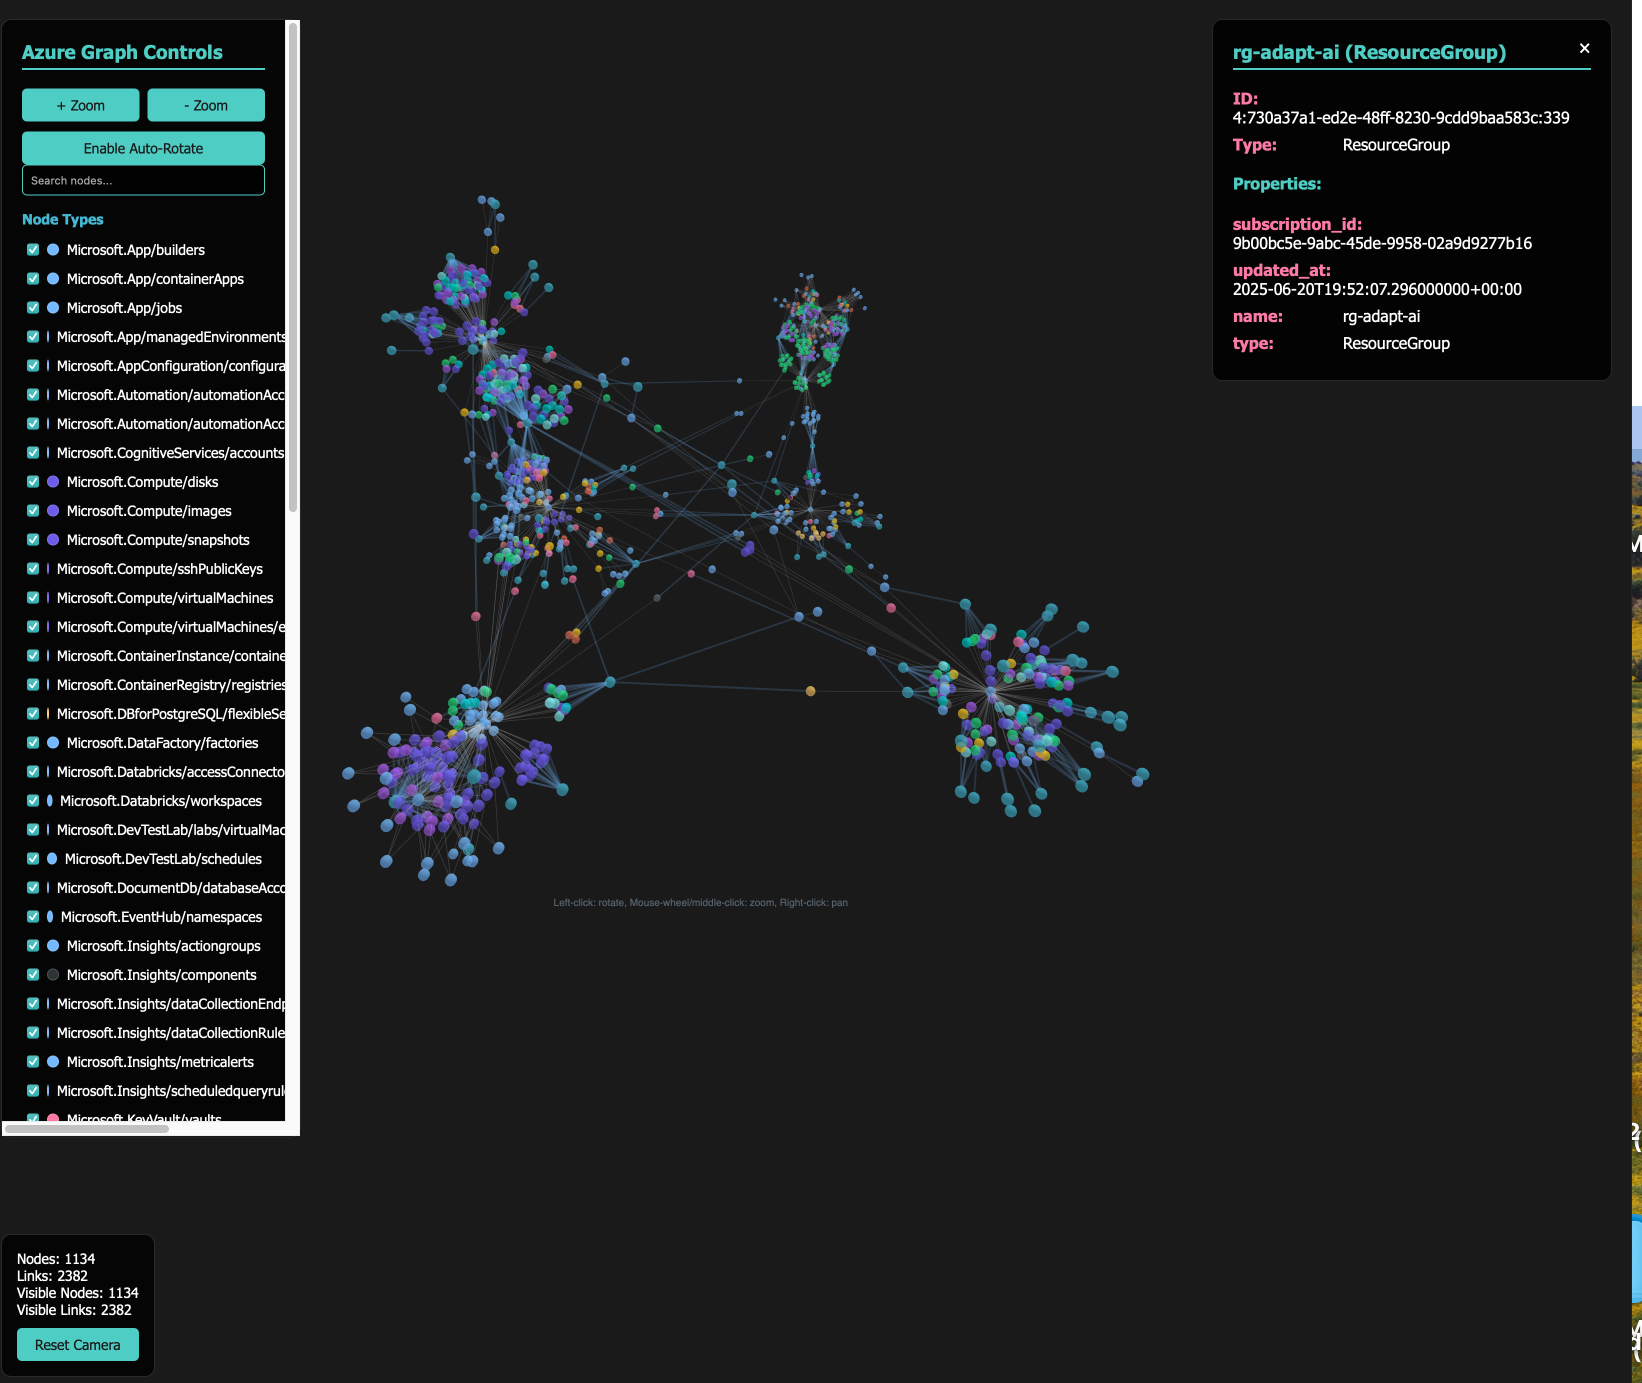 Azure Graph Controls
+ Zoom
- Zoom
Enable Auto-Rotate
Search nodes...
Node Types
Microsoft.App/builders
Microsoft.App/containerApps
Microsoft.App/jobs
Microsoft.App/managedEnvironments
Microsoft.AppConfiguration/configura
Microsoft.Automation/automationAcc
Microsoft.Automation/automationAcc
Microsoft.CognitiveServices/accounts
Microsoft.Compute/disks
Microsoft.Compute/images
Microsoft.Compute/snapshots
Microsoft.Compute/sshPublicKeys
Microsoft.Compute/virtualMachines
Microsoft.Compute/virtualMachines/e
Microsoft.ContainerInstance/containe
Microsoft.ContainerRegistry/registries
Microsoft.DBforPostgreSQL/flexibleSe
Microsoft.DataFactory/factories
Microsoft.Databricks/accessConnecto
Microsoft.Databricks/workspaces
Microsoft.DevTestLab/labs/virtualMac
Microsoft.DevTestLab/schedules
Microsoft.DocumentDb/databaseAcco
Microsoft.EventHub/namespaces
Microsoft.Insights/actiongroups
Microsoft.Insights/components
Microsoft.Insights/dataCollectionEndp
Microsoft.Insights/dataCollectionRule
Microsoft.Insights/metricalerts
Microsoft.Insights/scheduledqueryrul
Microsoft.KeyVault/vaults
Nodes: 1134
Links: 2382
Visible Nodes: 1134
Visible Links: 2382
Reset Camera
Left-click: rotate, Mouse-wheel/middle-click: zoom, Right-click: pan
rg-adapt-ai (ResourceGroup)
×
ID:
4:730a37a1-ed2e-48ff-8230-9cdd9baa583c:339
Type: ResourceGroup
Properties:
subscription_id:
9b00bc5e-9abc-45de-9958-02a9d9277b16
updated_at:
2025-06-20T19:52:07.296000000+00:00
name: rg-adapt-ai
type: ResourceGroup